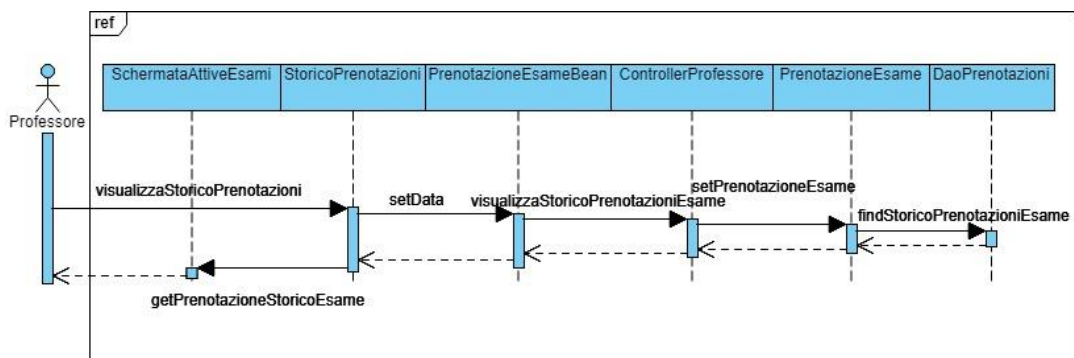 ref
SchermataAttiveEsami StoricoPrenotazioni PrenotazioneEsameBean ControllerProfessore PrenotazioneEsame DaoPrenotazioni
Professore
visualizzaStoricoPrenotazioni
setData
visualizzaStoricoPrenotazioniEsame
setPrenotazioneEsame
findStoricoPrenotazioniEsame
getPrenotazioneStoricoEsame